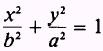 x²/b² + y²/a² = 1